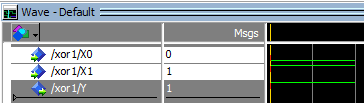 Wave - Default
Msgs
/xor1/X0 0
/xor1/X1 1
/xor1/Y 1